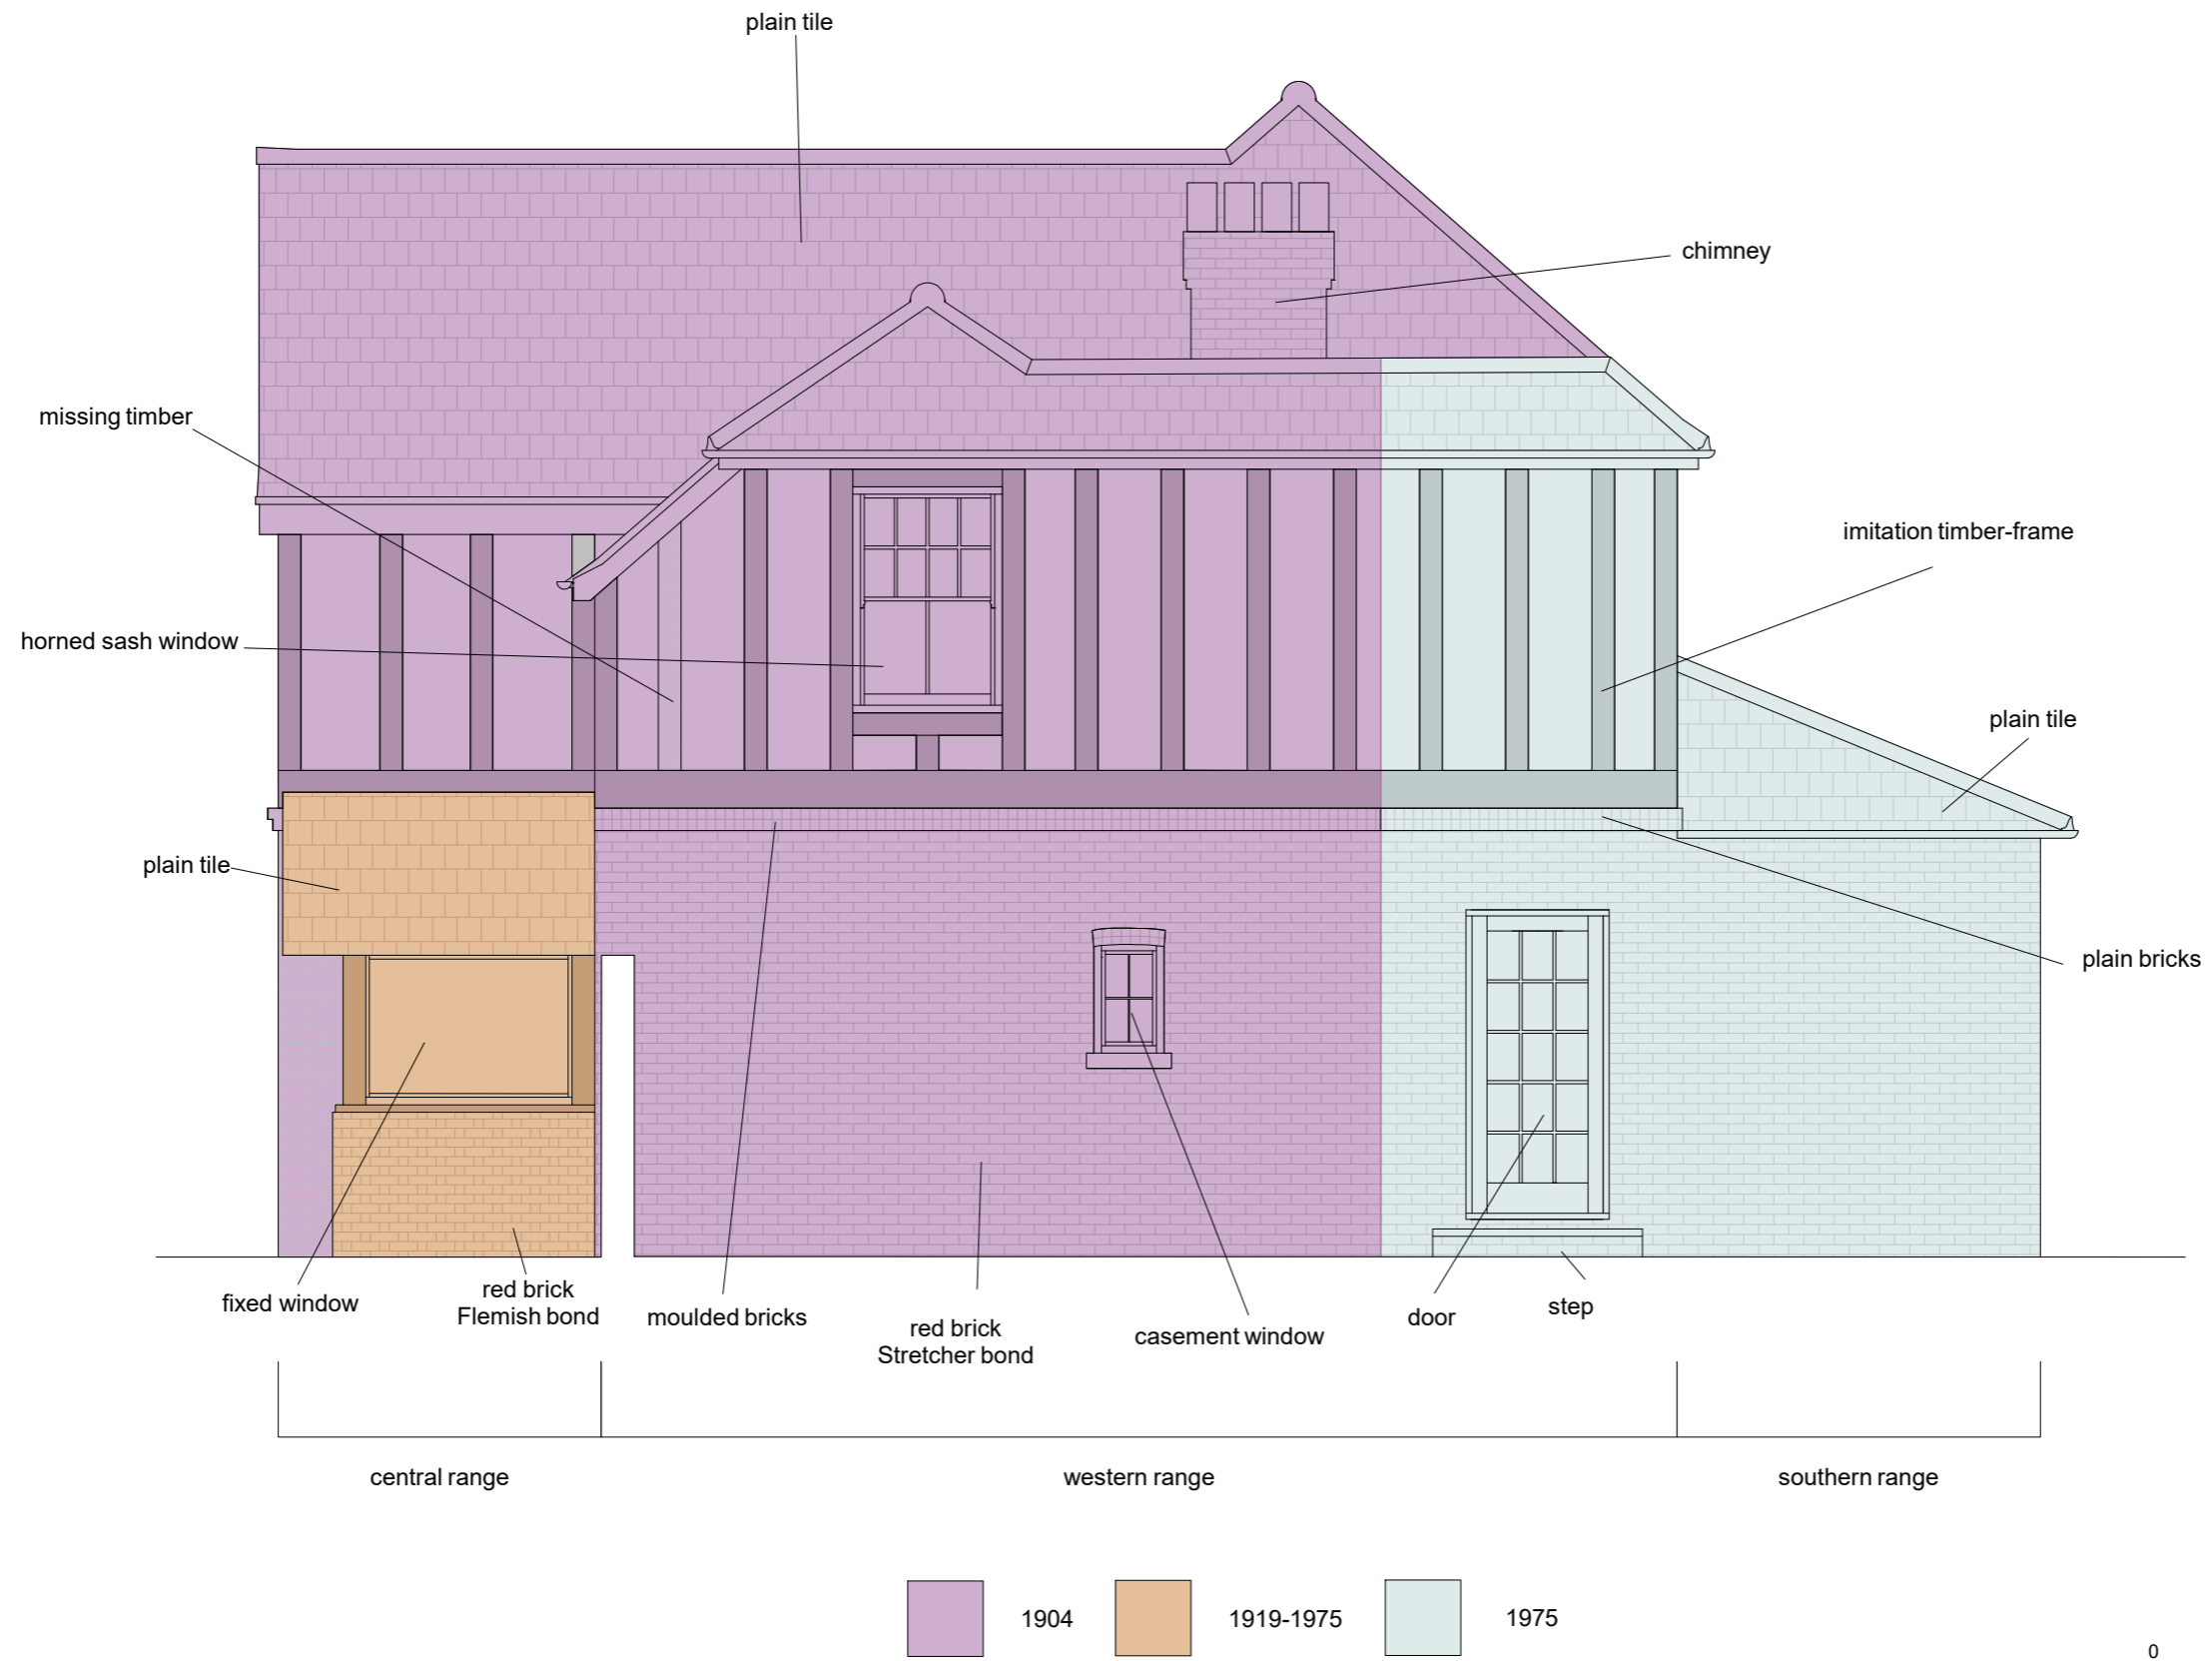 plain tile
chimney
missing timber
imitation timber-frame
horned sash window
plain tile
plain tile
plain bricks
fixed window
red brick
Flemish bond
moulded bricks
red brick
Stretcher bond
casement window
door
step
central range
western range
southern range
1904
1919-1975
1975
0